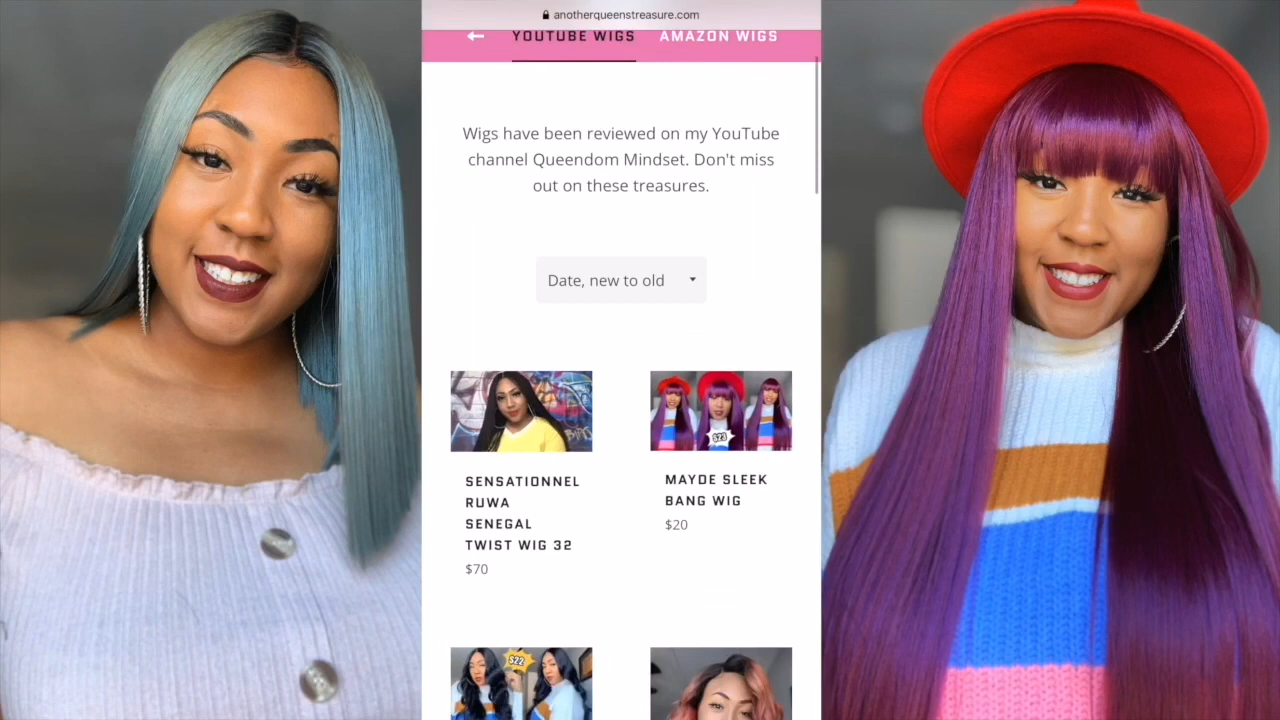 anotherqueenstreasure.com
YOUTUBE WIGS
AMAZON WIGS
Wigs have been reviewed on my YouTube
channel Queendom Mindset. Don't miss
out on these treasures.
Date, new to old
$23
SENSATIONNEL
RUWA
SENEGAL
TWIST WIG 32
$70
MAYDE SLEEK
BANG WIG
$20
$22